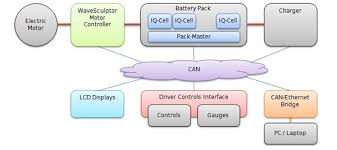 Electric
Motor
WaveSculptor
Motor
Controller
Battery Pack
IQ-Cell
IQ-Cell
IQ-Cell
Pack-Master
Charger
CAN
LCD Displays
Driver Controls Interface
Controls
Gauges
CAN-Ethernet
Bridge
PC / Laptop